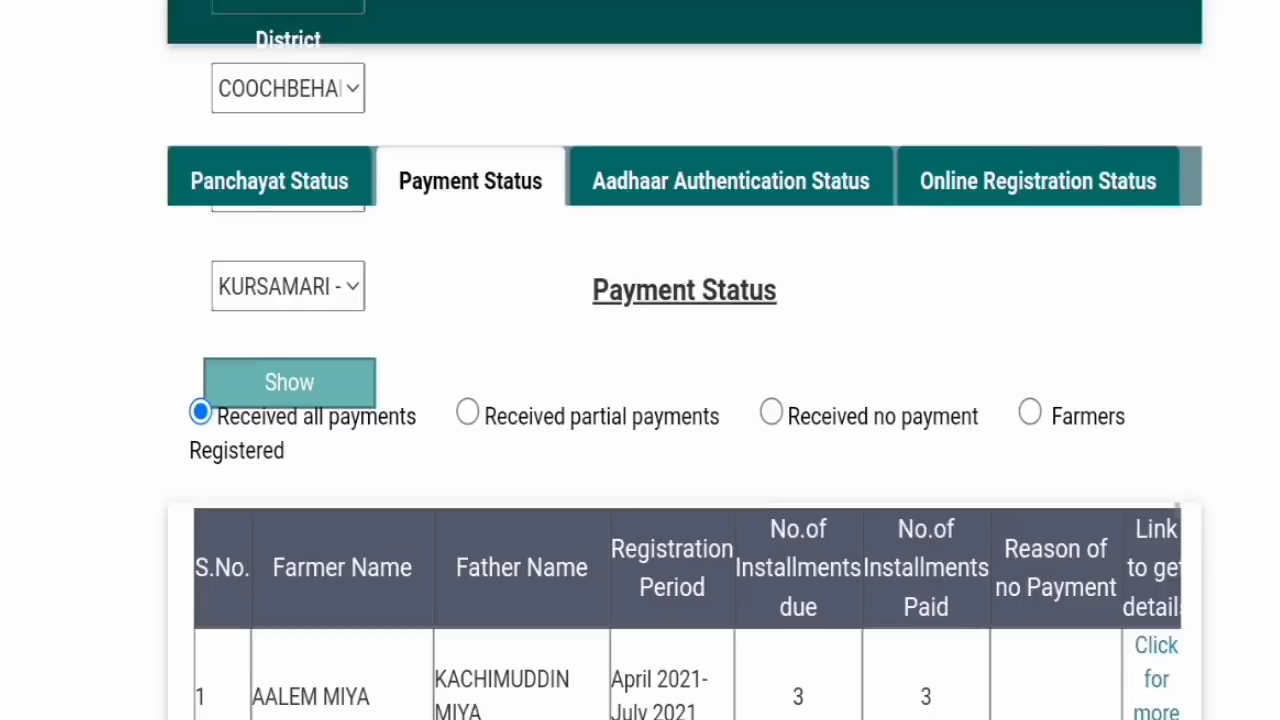 District
COOCHBEHA
Panchayat Status Payment Status Aadhaar Authentication Status Online Registration Status
KURSAMARI -
Payment Status
Show
Received all payments Received partial payments Received no payment Farmers
Registered
S.No. Farmer Name Father Name Registration Period No.of Installments due No.of Installments Paid Reason of no Payment Link to get details
1 AALEM MIYA KACHIMUDDIN MIYA April 2021- July 2021 3 3 Click for more